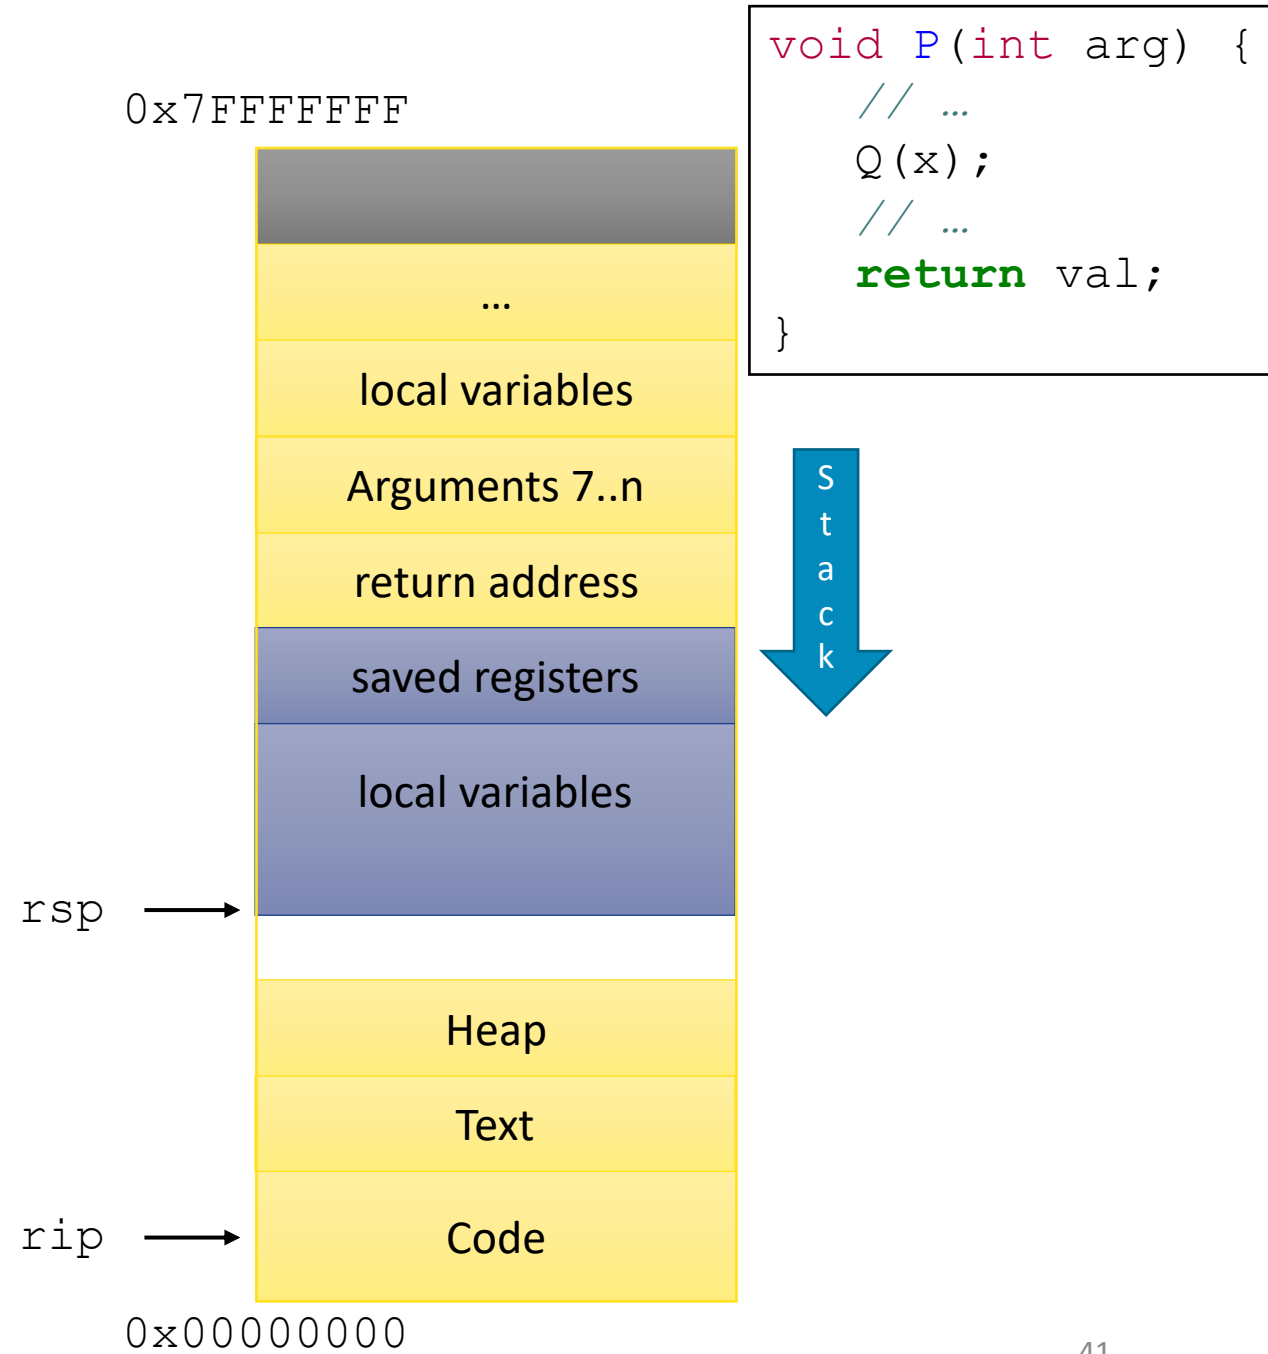 void P(int arg) {
// …
Q(x);
// …
return val;
}
0x7FFFFFFF
…
local variables
Arguments 7..n
return address
saved registers
local variables
S
t
a
c
k
rsp
Heap
Text
rip
Code
0x00000000
41